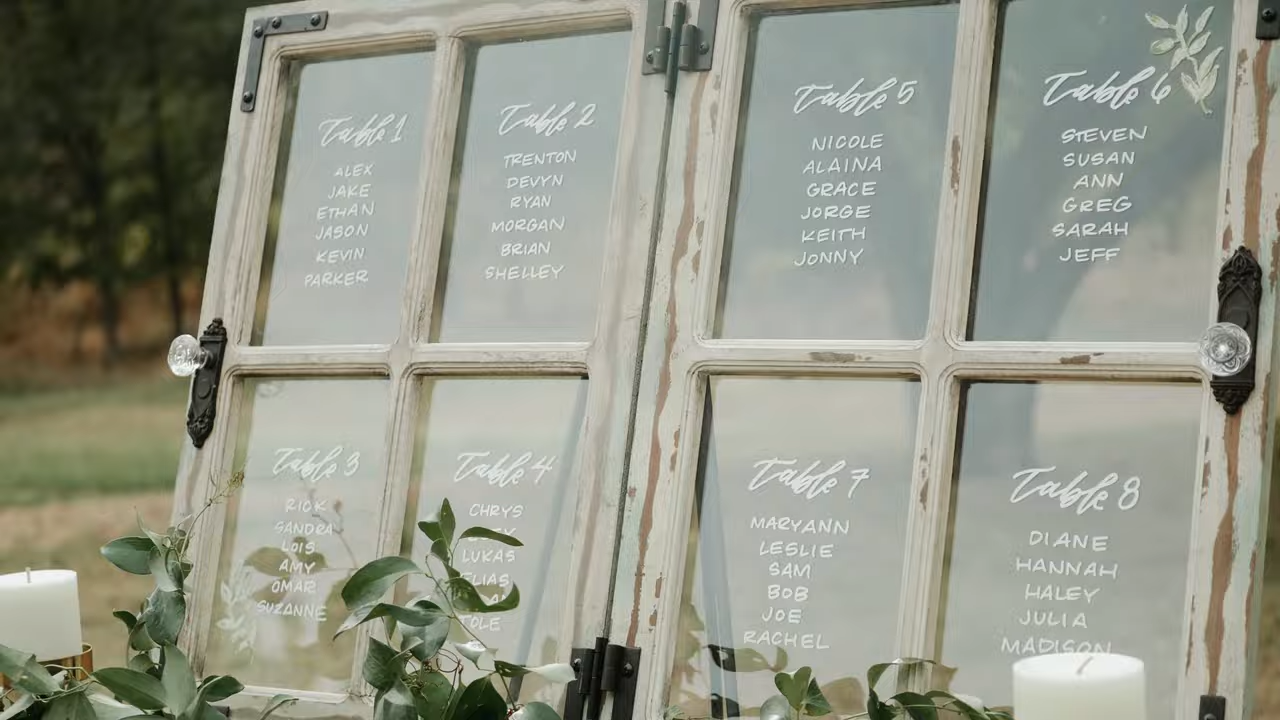 Table 1
ALEX
JAKE
ETHAN
JASON
KEVIN
PARKER
Table 2
TRENTON
DEVYN
RYAN
MORGAN
BRIAN
SHELLEY
Table 3
RICK
SANDRA
LOIS
AMY
OMAR
SUZANNE
Table 4
CHRYS
LUKAS
ELIAS
Table 5
NICOLE
ALAINA
GRACE
JORGE
KEITH
JONNY
Table 6
STEVEN
SUSAN
ANN
GREG
SARAH
JEFF
Table 7
MARYANN
LESLIE
SAM
BOB
JOE
RACHEL
Table 8
DIANE
HANNAH
HALEY
JULIA
MADISON